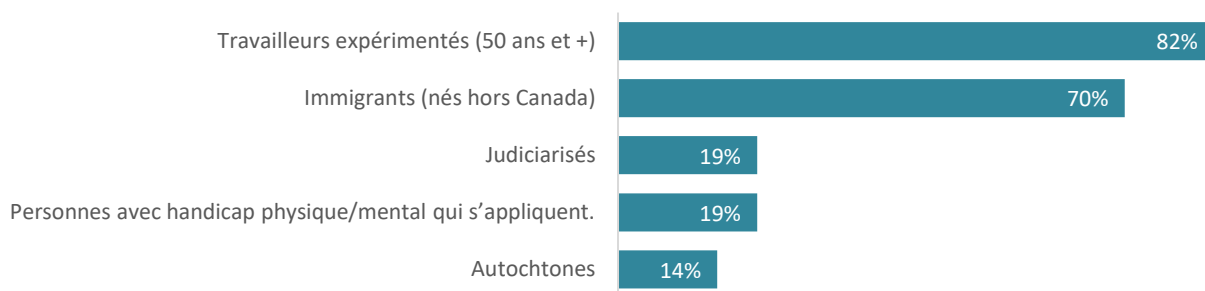 Travailleurs expérimentés (50 ans et +) 82%
Immigrants (nés hors Canada) 70%
Judiciarisés 19%
Personnes avec handicap physique/mental qui s’appliquent. 19%
Autochtones 14%